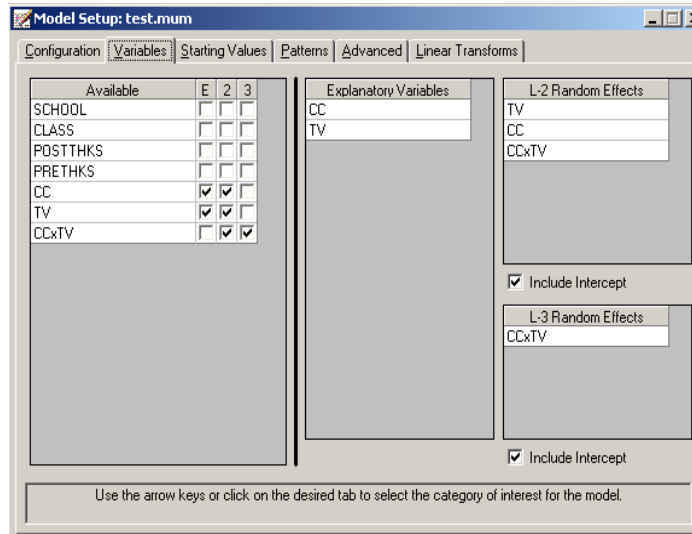 Model Setup: test.mum
Configuration Variables Starting Values Patterns Advanced Linear Transforms
Available E 2 3
SCHOOL
CLASS
POSTTHKS
PRETHKS
CC
TV
CCxTV
Explanatory Variables
CC
TV
L-2 Random Effects
TV
CC
CCxTV
Include Intercept
L-3 Random Effects
CCxTV
Include Intercept
Use the arrow keys or click on the desired tab to select the category of interest for the model.